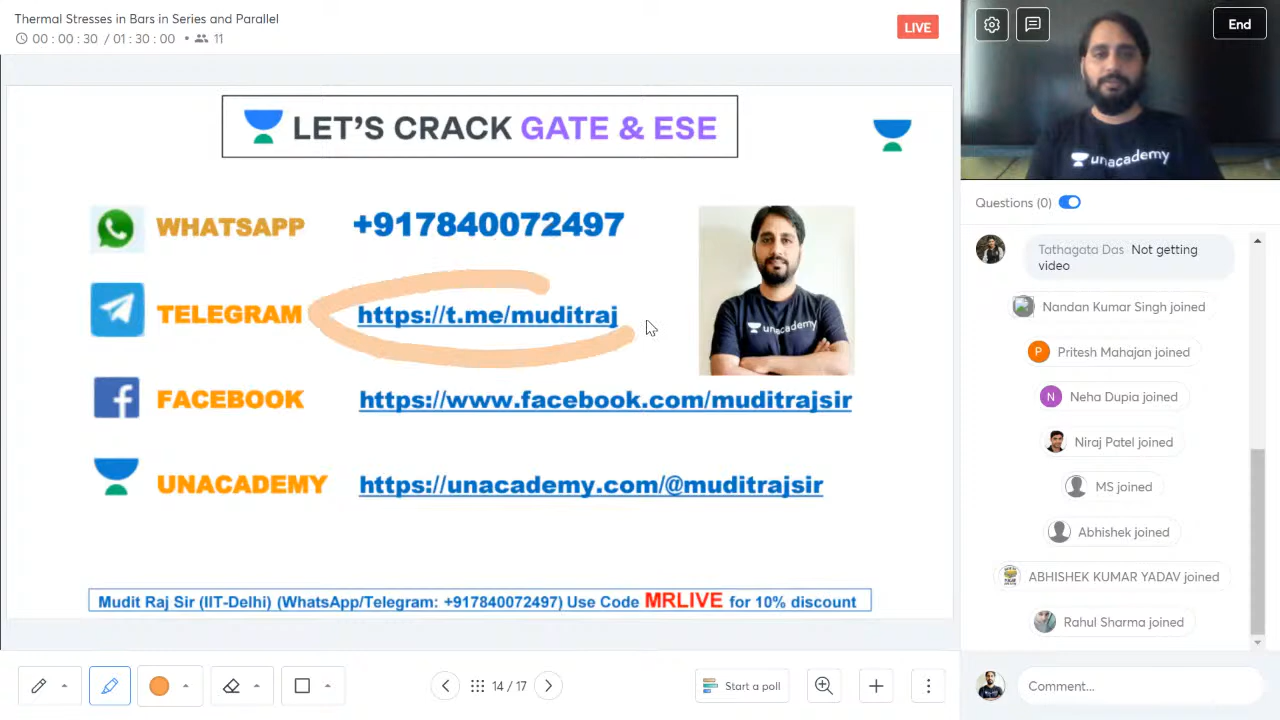 Thermal Stresses in Bars in Series and Parallel
00 : 00 : 30 / 01 : 30 : 00 • 11
LIVE
End
LET'S CRACK GATE & ESE
WHATSAPP +917840072497
TELEGRAM https://t.me/muditraj
FACEBOOK https://www.facebook.com/muditrajsir
UNACADEMY https://unacademy.com/@muditrajsir
unacademy
Mudit Raj Sir (IIT-Delhi) (WhatsApp/Telegram: +917840072497) Use Code MRLIVE for 10% discount
14 / 17
Start a poll
unacademy
Questions (0)
Tathagata Das Not getting
video
Nandan Kumar Singh joined
P Pritesh Mahajan joined
N Neha Dupia joined
Niraj Patel joined
MS joined
Abhishek joined
ABHISHEK KUMAR YADAV joined
Rahul Sharma joined
Comment...